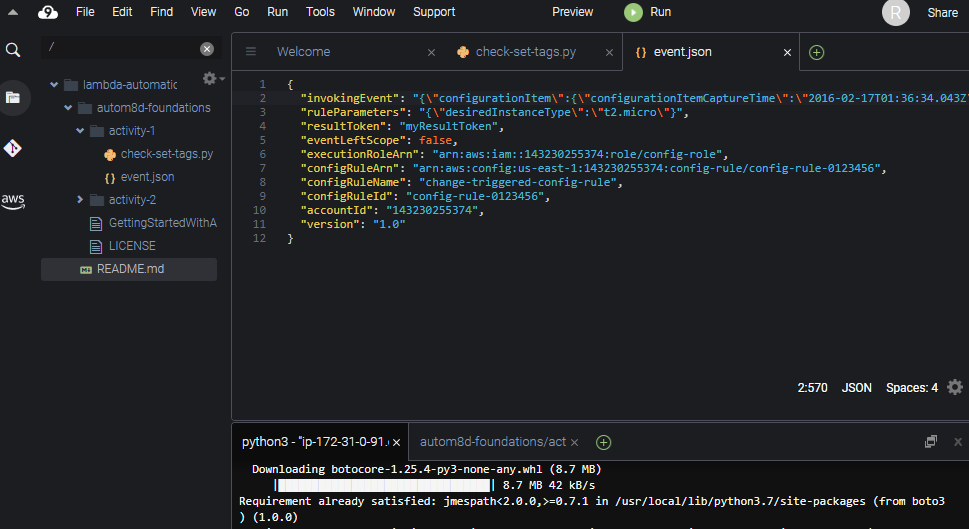 File Edit Find View Go Run Tools Window Support Preview Run R Share
/
Welcome check-set-tags.py event.json
lambda-automatic
autom8d-foundations
activity-1
check-set-tags.py
event.json
activity-2
GettingStartedWithA
LICENSE
README.md
aws
1 {
2 "invokingEvent": "{\"configurationItem\":{\"configurationItemCaptureTime\":\"2016-02-17T01:36:34.043Z
3 "ruleParameters": "{\"desiredInstanceType\":\"t2.micro\"}",
4 "resultToken": "myResultToken",
5 "eventLeftScope": false,
6 "executionRoleArn": "arn:aws:iam::143230255374:role/config-role",
7 "configRuleArn": "arn:aws:config:us-east-1:143230255374:config-rule/config-rule-0123456",
8 "configRuleName": "change-triggered-config-rule",
9 "configRuleId": "config-rule-0123456",
10 "accountId": "143230255374",
11 "version": "1.0"
12 }
2:570 JSON Spaces: 4
python3 - "ip-172-31-0-91. autom8d-foundations/act
Downloading botocore-1.25.4-py3-none-any.whl (8.7 MB)
| | 8.7 MB 42 kB/s
Requirement already satisfied: jmespath<2.0.0,>=0.7.1 in /usr/local/lib/python3.7/site-packages (from boto3
) (1.0.0)